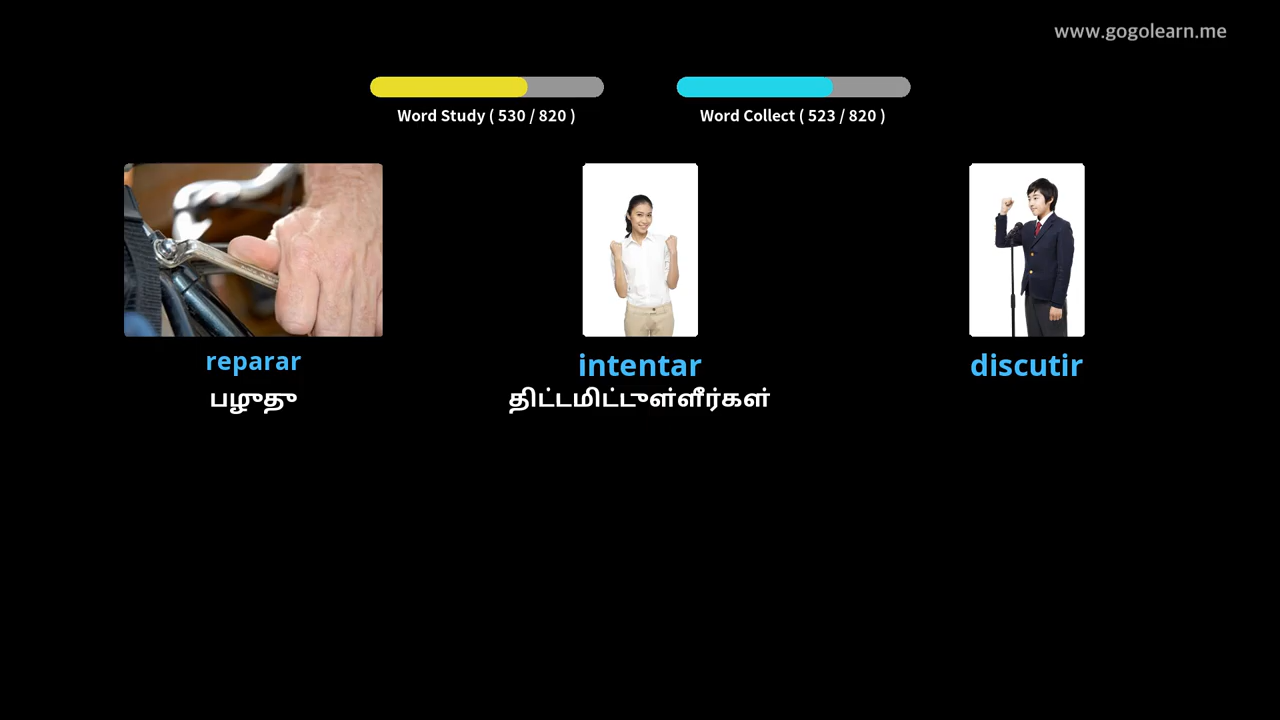 www.gogolearn.me
Word Study ( 530 / 820 )
Word Collect ( 523 / 820 )
reparar
intentar
discutir
பழுது
திட்டமிட்டுள்ளீர்கள்